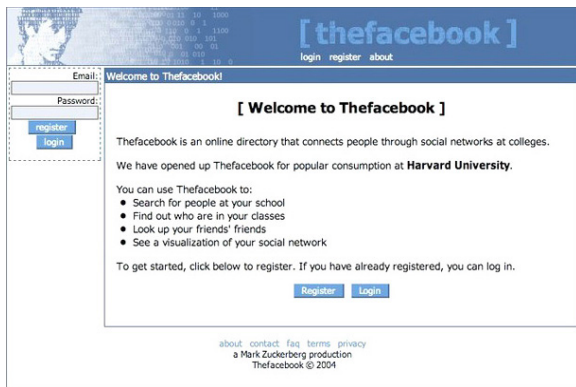 [ thefacebook ]
login register about
Email:
Password:
register
login
Welcome to Thefacebook!
[ Welcome to Thefacebook ]
Thefacebook is an online directory that connects people through social networks at colleges.
We have opened up Thefacebook for popular consumption at Harvard University.
You can use Thefacebook to:
• Search for people at your school
• Find out who are in your classes
• Look up your friends' friends
• See a visualization of your social network
To get started, click below to register. If you have already registered, you can log in.
Register Login
about contact faq terms privacy
a Mark Zuckerberg production
Thefacebook © 2004